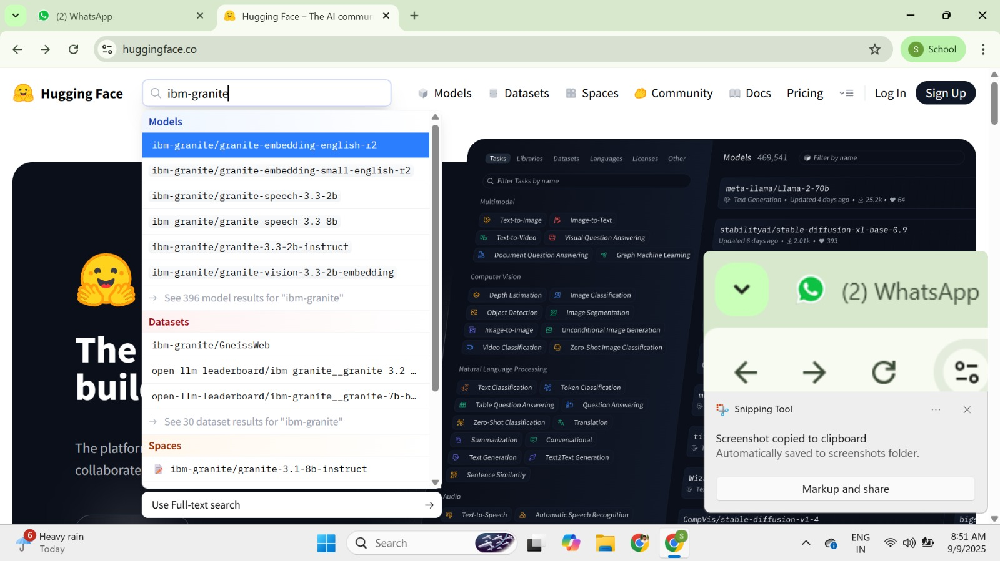 (2) WhatsApp
Hugging Face – The AI commun
huggingface.co
S School
Hugging Face
ibm-granite
Models
Datasets
Spaces
Community
Docs
Pricing
Log In
Sign Up
Models
ibm-granite/granite-embedding-english-r2
ibm-granite/granite-embedding-small-english-r2
ibm-granite/granite-speech-3.3-2b
ibm-granite/granite-speech-3.3-8b
ibm-granite/granite-3.3-2b-instruct
ibm-granite/granite-vision-3.3-2b-embedding
See 396 model results for "ibm-granite"
Datasets
ibm-granite/GneissWeb
open-llm-leaderboard/ibm-granite__granite-3.2-…
open-llm-leaderboard/ibm-granite__granite-7b-b…
See 30 dataset results for "ibm-granite"
Spaces
ibm-granite/granite-3.1-8b-instruct
Use Full-text search
The
buil
The platfor
collaborate
Tasks Libraries Datasets Languages Licenses Other
Filter Tasks by name
Multimodal
Text-to-Image Image-to-Text
Text-to-Video Visual Question Answering
Document Question Answering Graph Machine Learning
Computer Vision
Depth Estimation Image Classification
Object Detection Image Segmentation
Image-to-Image Unconditional Image Generation
Video Classification Zero-Shot Image Classification
Natural Language Processing
Text Classification Token Classification
Table Question Answering Question Answering
Zero-Shot Classification Translation
Summarization Conversational
Text Generation Text2Text Generation
Sentence Similarity
Audio
Text-to-Speech Automatic Speech Recognition
Models 469,541 Filter by name
meta-llama/Llama-2-70b
Text Generation • Updated 4 days ago • 25.2k • 64
stabilityai/stable-diffusion-xl-base-0.9
Updated 6 days ago • 2.01k • 393
Wiz
CompVis/stable-diffusion-v1-4
bigs
(2) WhatsApp
Snipping Tool
Screenshot copied to clipboard
Automatically saved to screenshots folder.
Markup and share
6
Heavy rain
Today
Search
S
ENG
IN
8:51 AM
9/9/2025